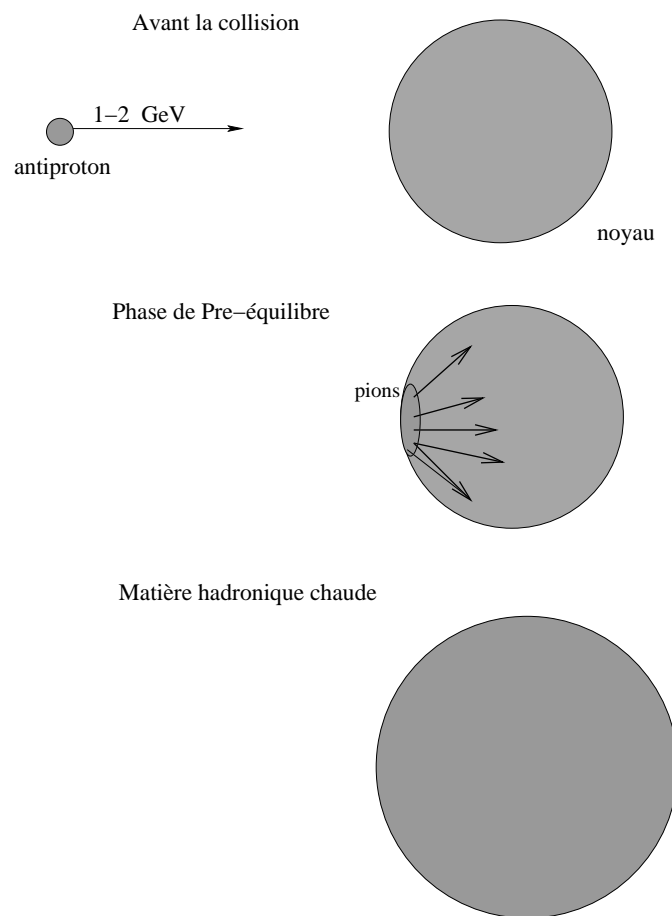 Avant la collision
1−2 GeV
antiproton
noyau
Phase de Pre−équilibre
pions
Matière hadronique chaude